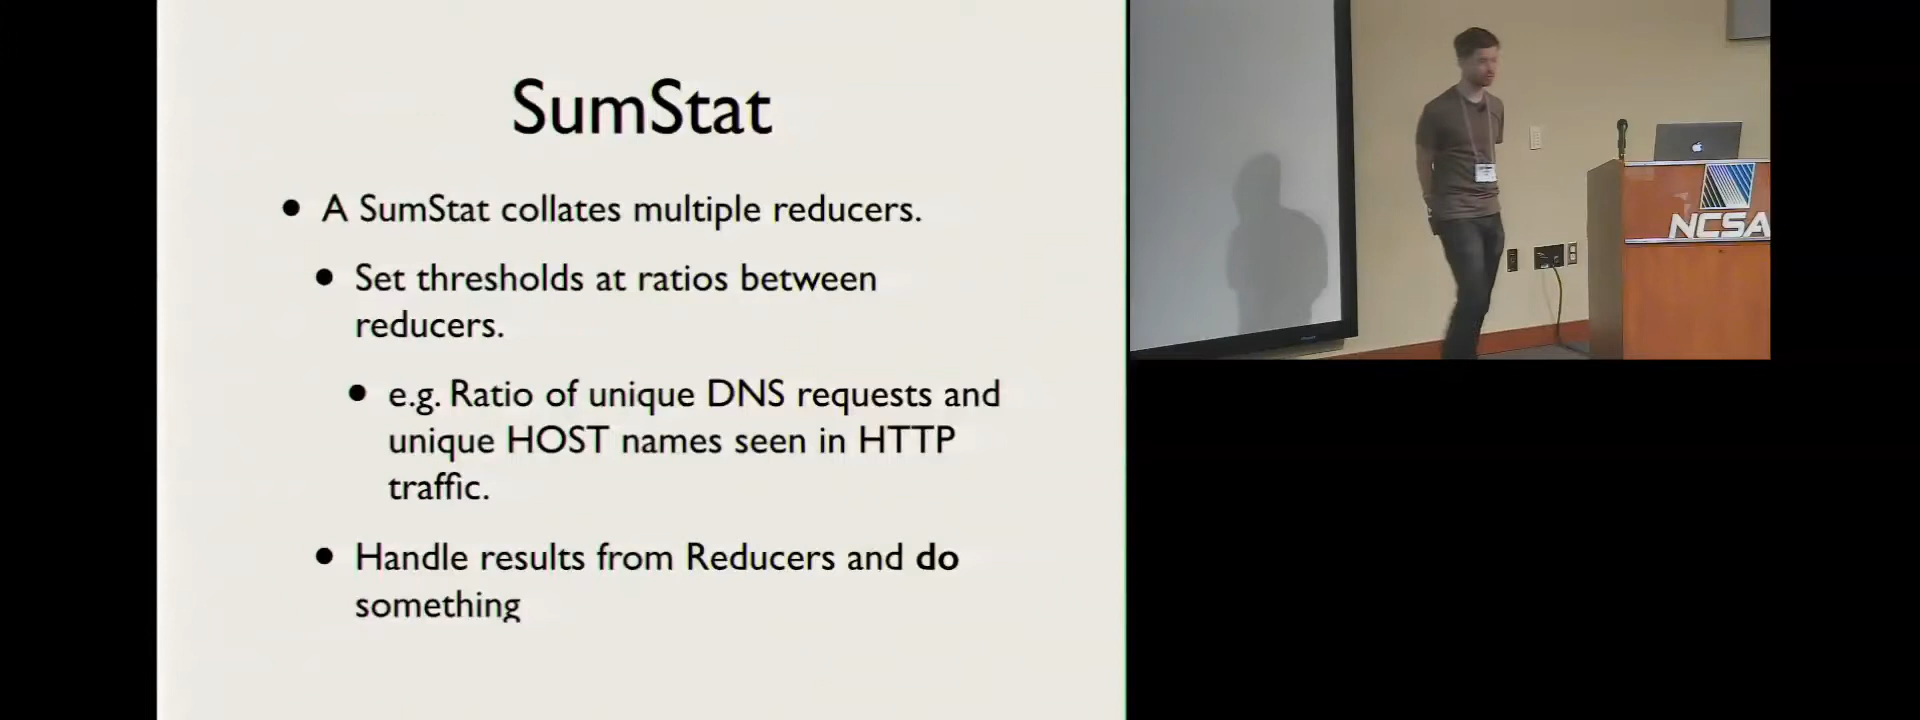 SumStat
• A SumStat collates multiple reducers.
• Set thresholds at ratios between
reducers.
• e.g. Ratio of unique DNS requests and
unique HOST names seen in HTTP
traffic.
• Handle results from Reducers and do
something
NCSA